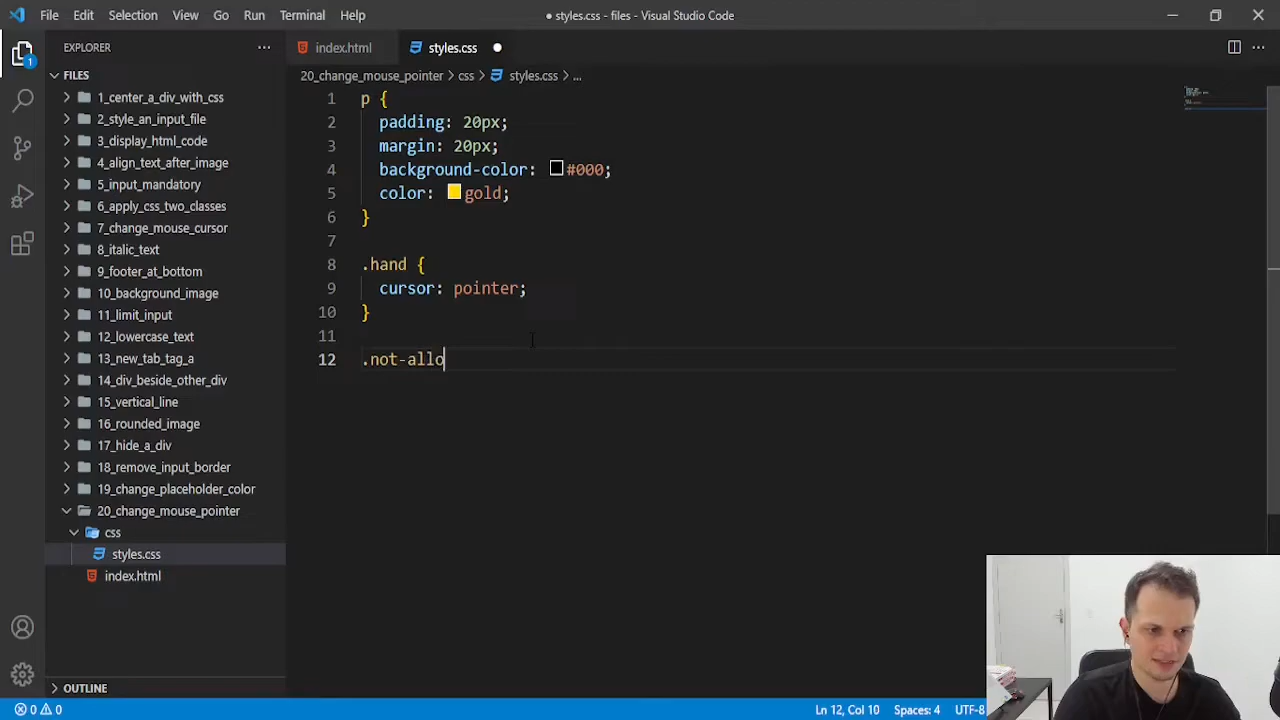 File Edit Selection View Go Run Terminal Help
● styles.css - files - Visual Studio Code
EXPLORER
index.html
styles.css
FILES
20_change_mouse_pointer > css > styles.css > ...
1_center_a_div_with_css
2_style_an_input_file
3_display_html_code
4_align_text_after_image
5_input_mandatory
6_apply_css_two_classes
7_change_mouse_cursor
8_italic_text
9_footer_at_bottom
10_background_image
11_limit_input
12_lowercase_text
13_new_tab_tag_a
14_div_beside_other_div
15_vertical_line
16_rounded_image
17_hide_a_div
18_remove_input_border
19_change_placeholder_color
20_change_mouse_pointer
css
styles.css
index.html
OUTLINE
1 p {
2 padding: 20px;
3 margin: 20px;
4 background-color: #000;
5 color: gold;
6 }
7
8 .hand {
9 cursor: pointer;
10 }
11
12 .not-allo
1
0 0
Ln 12, Col 10 Spaces: 4 UTF-8